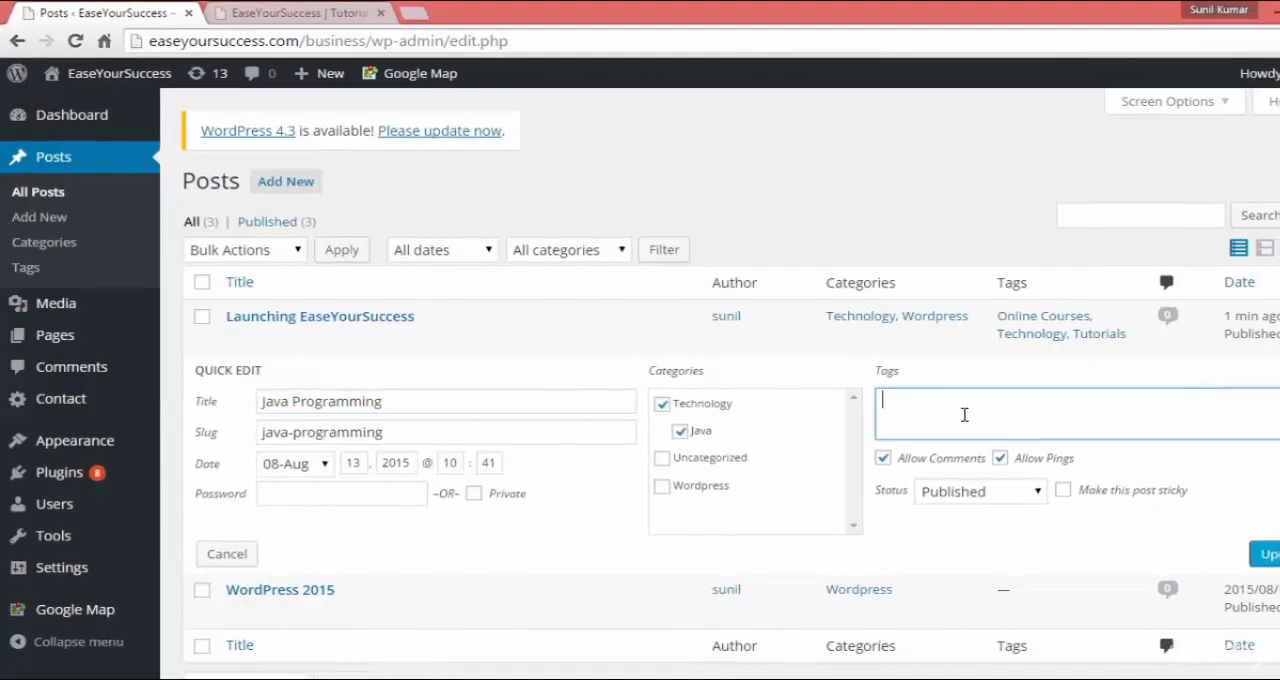 Posts ‹ EaseYourSuccess –
EaseYourSuccess | Tutoria
Sunil Kumar
easeyoursuccess.com/business/wp-admin/edit.php
EaseYourSuccess 13 0 New Google Map Howdy
Dashboard
Posts
All Posts
Add New
Categories
Tags
Media
Pages
Comments
Contact
Appearance
Plugins 8
Users
Tools
Settings
Google Map
Collapse menu
Screen Options
WordPress 4.3 is available! Please update now.
Posts Add New
All (3) | Published (3)
Search
Bulk Actions Apply All dates All categories Filter
Title Author Categories Tags Date
Launching EaseYourSuccess sunil Technology, Wordpress Online Courses, 0 1 min ago
Technology, Tutorials Published
QUICK EDIT Categories Tags
Title Java Programming
Slug java-programming
Date 08-Aug 13 , 2015 @ 10 : 41
Password –OR– Private
Technology
Java
Uncategorized
Wordpress
Allow Comments Allow Pings
Status Published Make this post sticky
Cancel
WordPress 2015 sunil Wordpress — 0 2015/08/
Published
Title Author Categories Tags Date